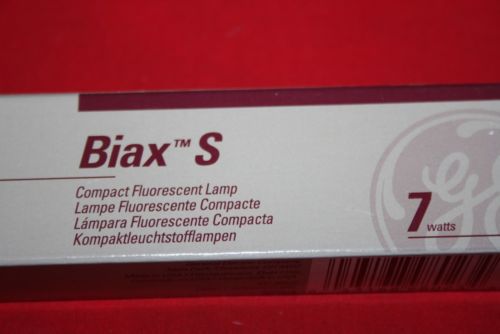 Biax™ S
Compact Fluorescent Lamp
Lampe Fluorescente Compacte
Lámpara Fluorescente Compacta
Kompaktleuchtstofflampen
7 watts